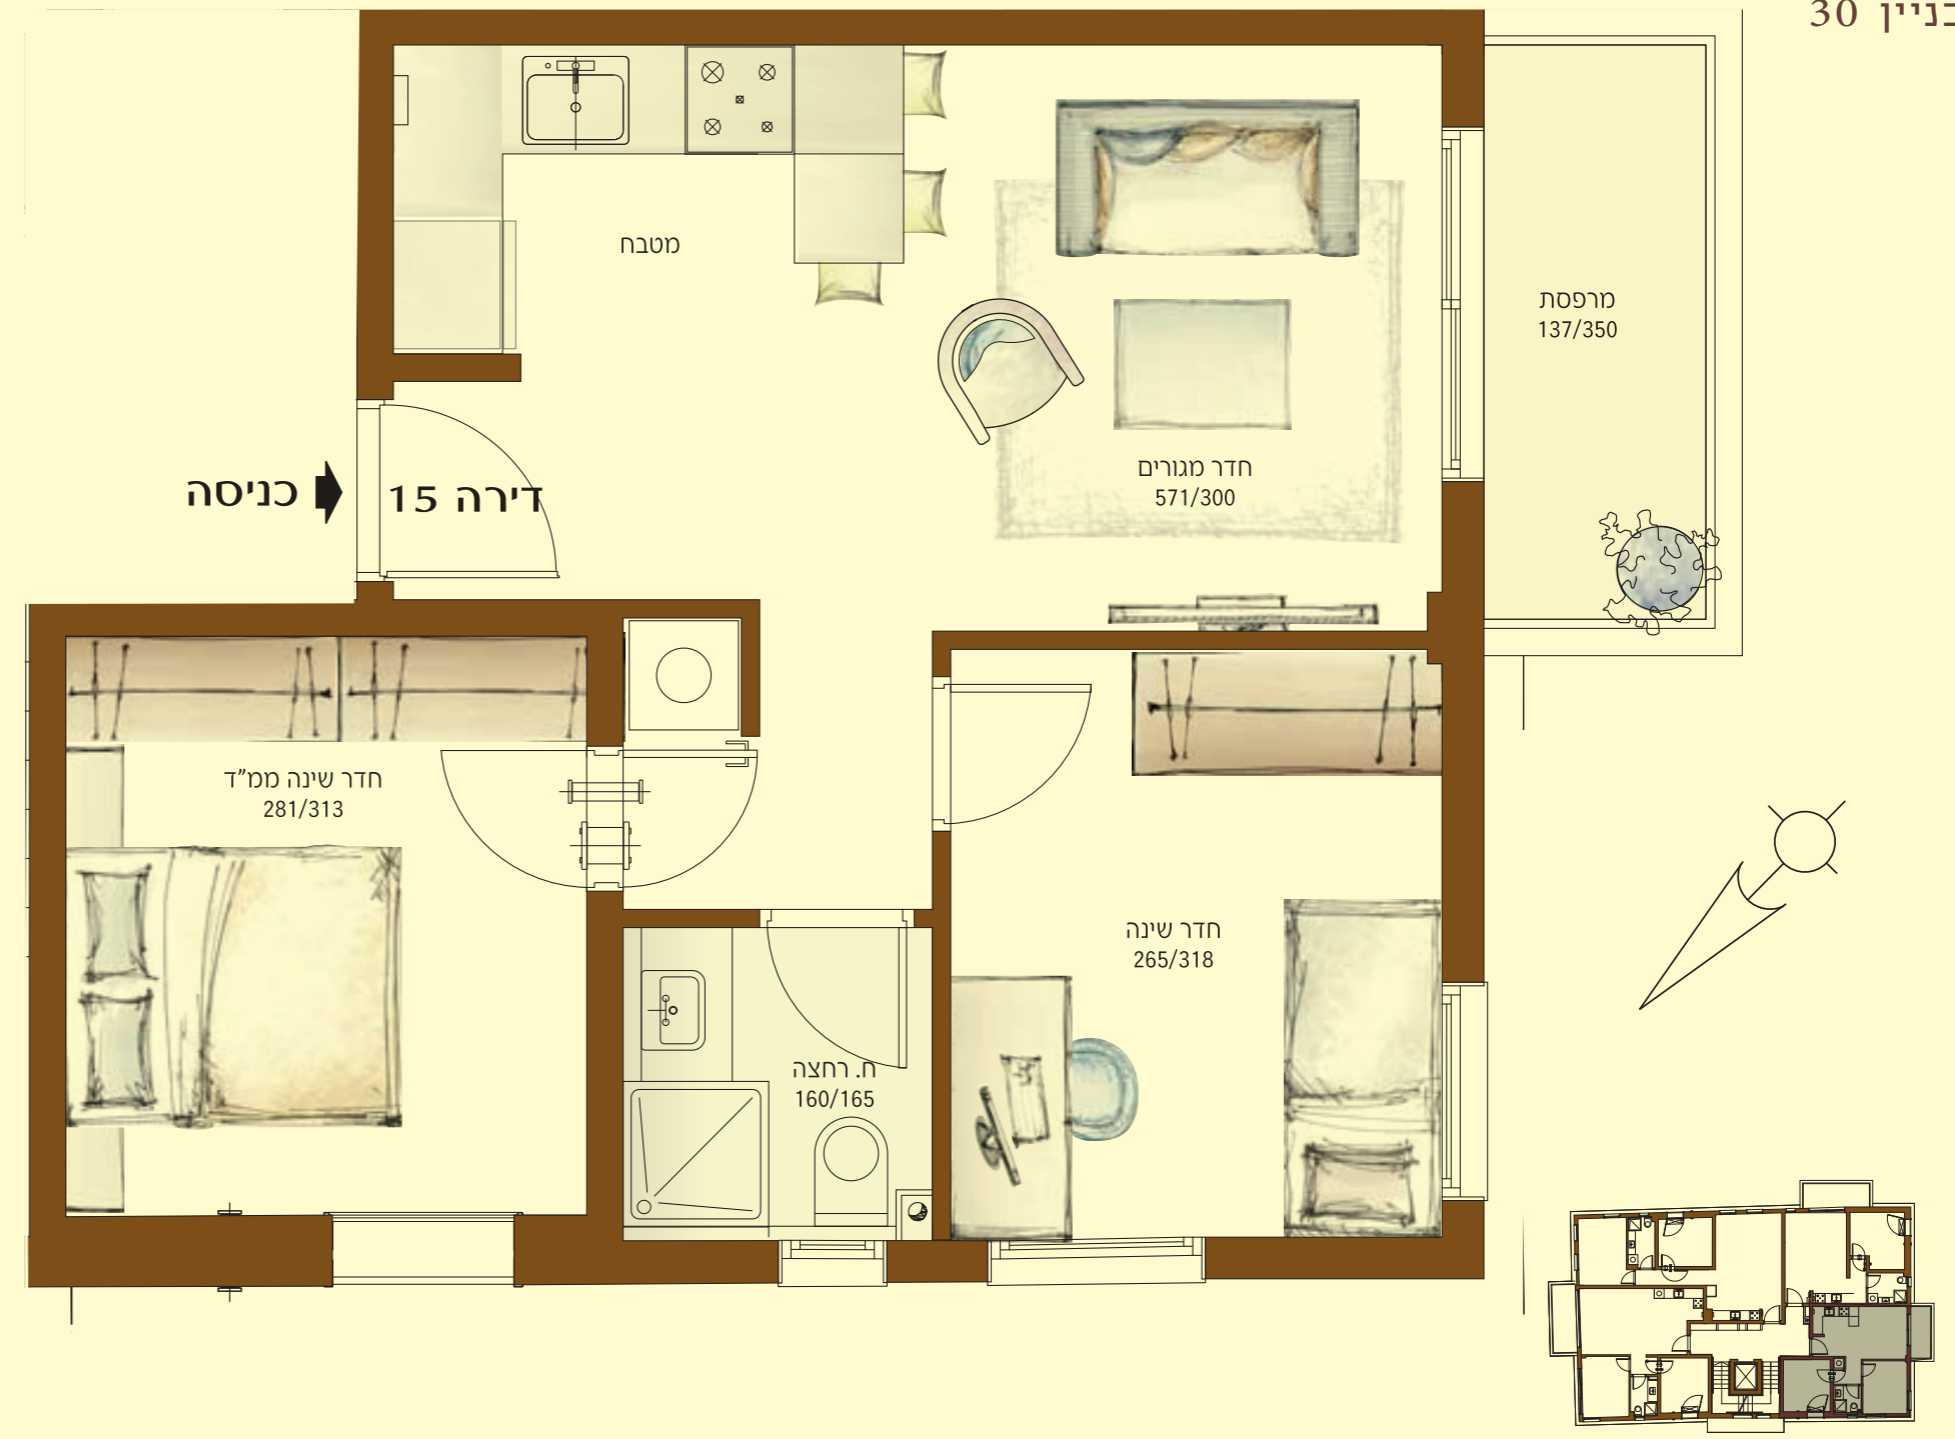 בניין 30
מטבח
מרפסת
137/350
חדר מגורים
571/300
כניסה
דירה 15
חדר שינה ממ"ד
281/313
חדר שינה
265/318
ח. רחצה
160/165